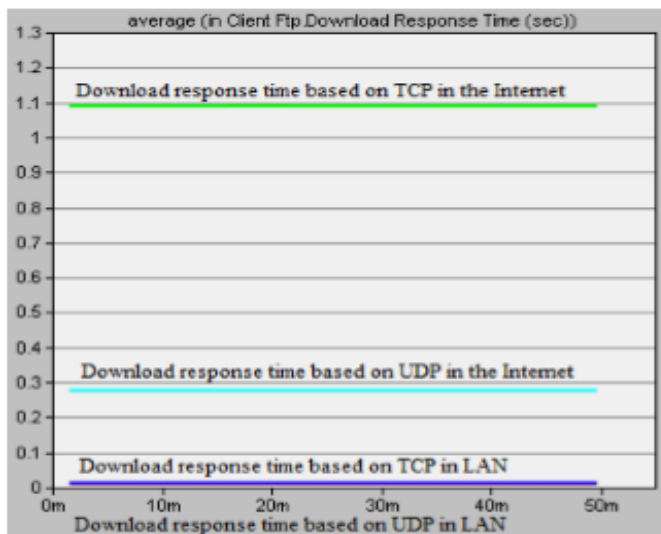 average (in Client Ftp.Download Response Time (sec))
1.3
1.2
Download response time based on TCP in the Internet
1.1
1
0.9
0.8
0.7
0.6
0.5
0.4
Download response time based on UDP in the Internet
0.3
0.2
0.1
Download response time based on TCP in LAN
0
0m 10m 20m 30m 40m 50m
Download response time based on UDP in LAN